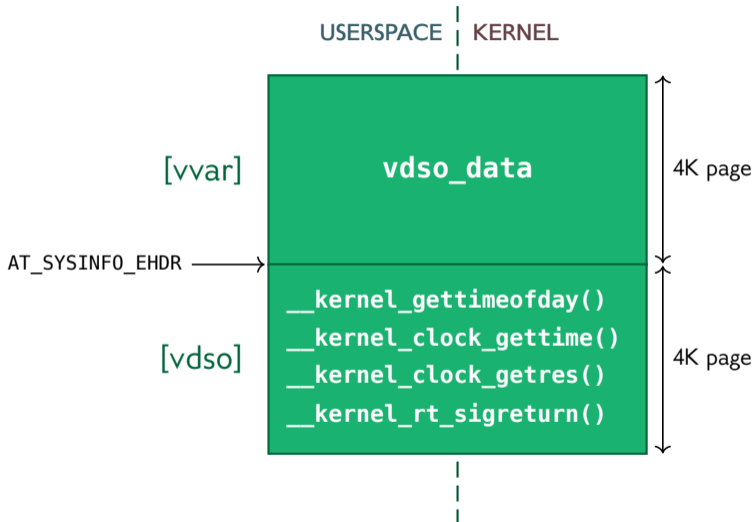 USERSPACE KERNEL
[vvar] vdso_data 4K page
AT_SYSINFO_EHDR
__kernel_gettimeofday()
__kernel_clock_gettime()
[vdso] 4K page
__kernel_clock_getres()
__kernel_rt_sigreturn()